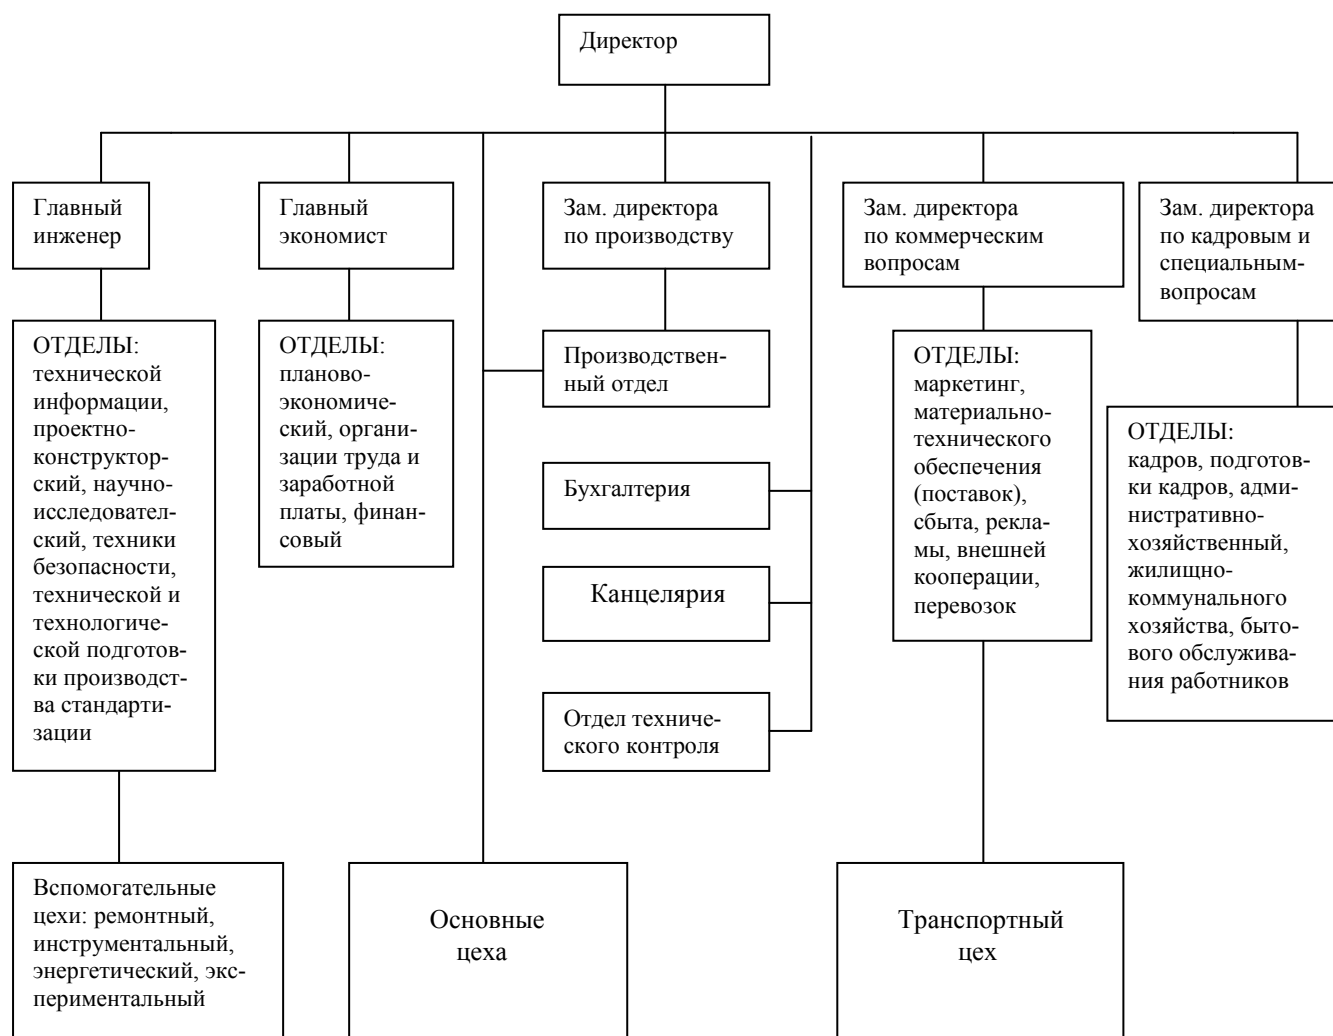 Директор
Главный
инженер
Главный
экономист
Зам. директора
по производству
Зам. директора
по коммерческим
вопросам
Зам. директора
по кадровым и
специальным-
вопросам
ОТДЕЛЫ:
технической
информации,
проектно-
конструктор-
ский, научно-
исследовател-
ский, техники
безопасности,
технической и
технологиче-
ской подготов-
ки производст-
ва стандарти-
зации
ОТДЕЛЫ:
планово-
экономиче-
ский, органи-
зации труда и
заработной
платы, финан-
совый
Производствен-
ный отдел
Бухгалтерия
Канцелярия
Отдел техниче-
ского контроля
ОТДЕЛЫ:
маркетинг,
материально-
технического
обеспечения
(поставок),
сбыта, рекла-
мы, внешней
кооперации,
перевозок
ОТДЕЛЫ:
кадров, подготов-
ки кадров, адми-
нистративно-
хозяйственный,
жилищно-
коммунального
хозяйства, быто-
вого обслужива-
ния работников
Вспомогательные
цехи: ремонтный,
инструментальный,
энергетический, экс-
периментальный
Основные
цеха
Транспортный
цех